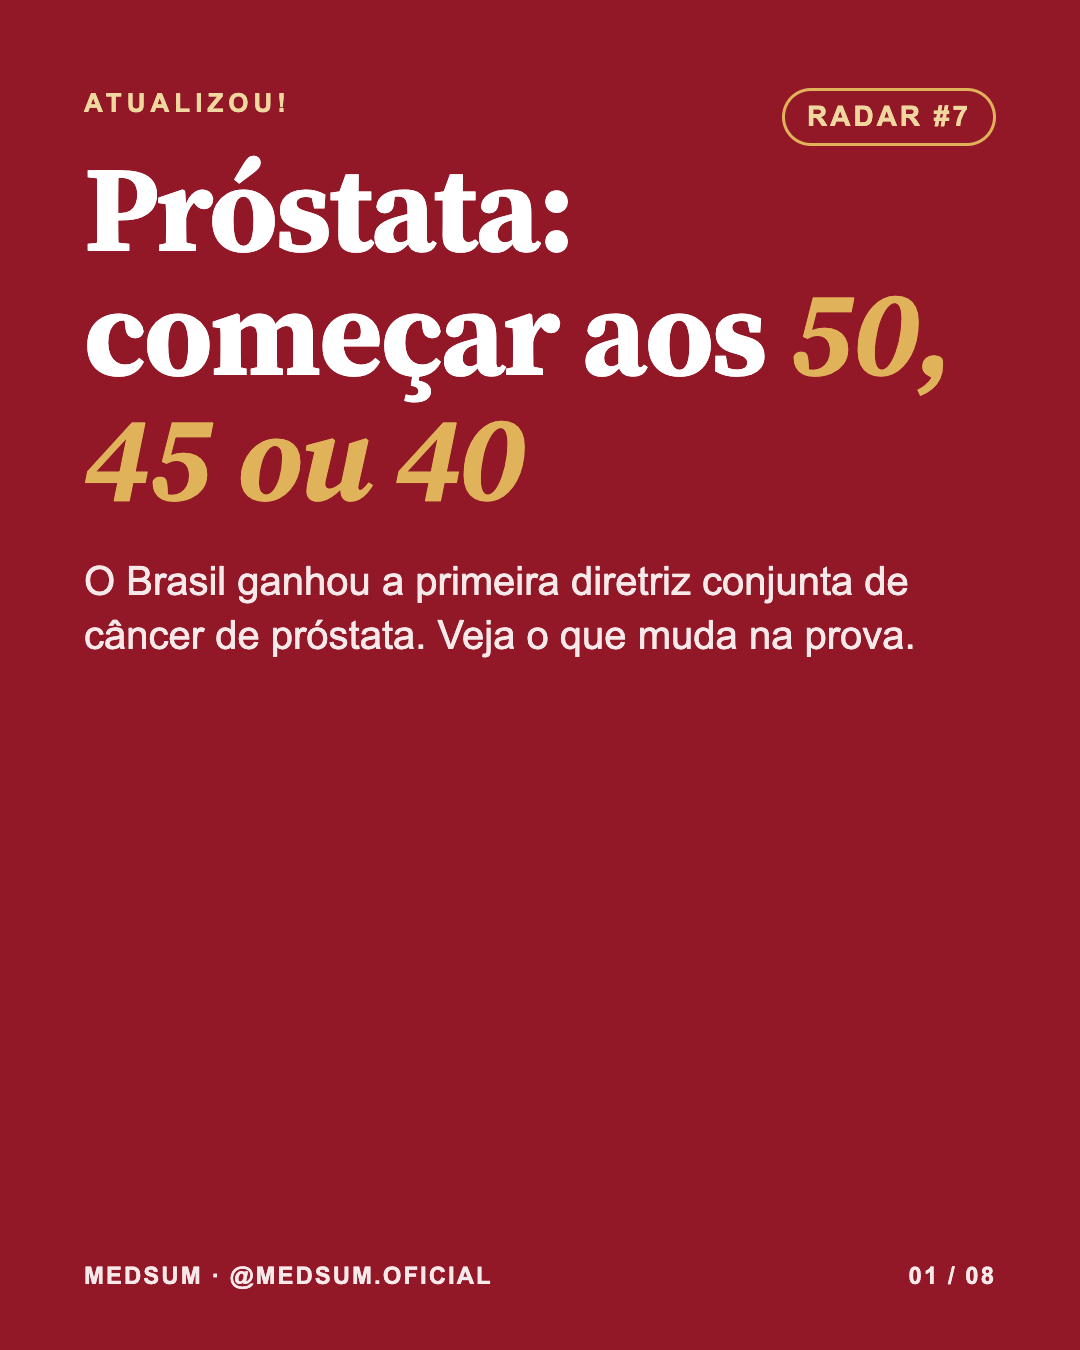 ATUALIZOU!
RADAR #7
Próstata:
começar aos 50,
45 ou 40
O Brasil ganhou a primeira diretriz conjunta de
câncer de próstata. Veja o que muda na prova.
MEDSUM · @MEDSUM.OFICIAL
01 / 08